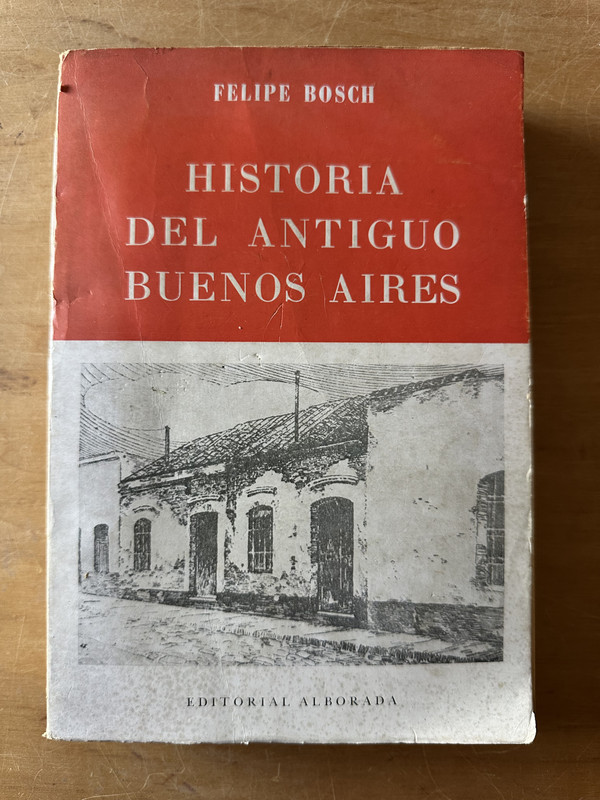 FELIPE BOSCH
HISTORIA
DEL ANTIGUO
BUENOS AIRES
EDITORIAL ALBORADA